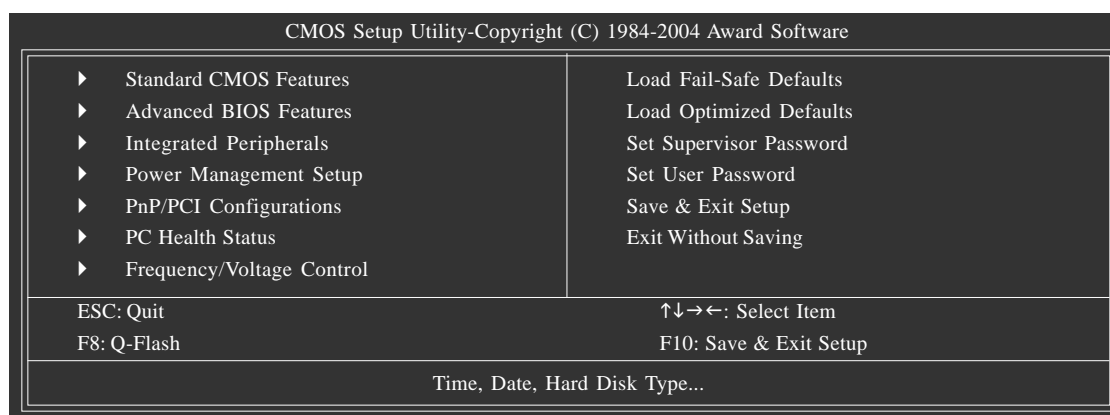 CMOS Setup Utility-Copyright (C) 1984-2004 Award Software
Standard CMOS Features
Advanced BIOS Features
Integrated Peripherals
Power Management Setup
PnP/PCI Configurations
PC Health Status
Frequency/Voltage Control
Load Fail-Safe Defaults
Load Optimized Defaults
Set Supervisor Password
Set User Password
Save & Exit Setup
Exit Without Saving
ESC: Quit
↑↓→←: Select Item
F8: Q-Flash
F10: Save & Exit Setup
Time, Date, Hard Disk Type...